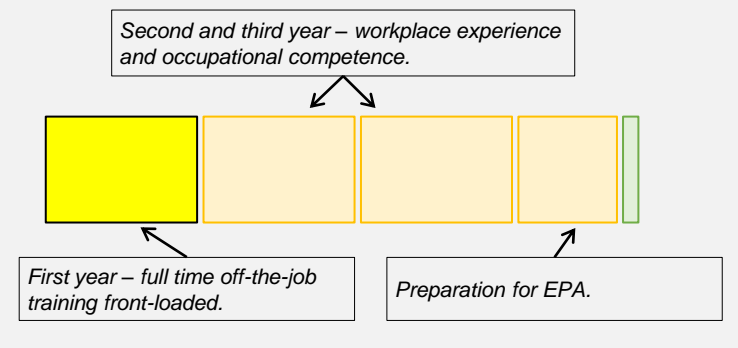 Second and third year – workplace experience
and occupational competence.
First year – full time off-the-job
training front-loaded.
Preparation for EPA.